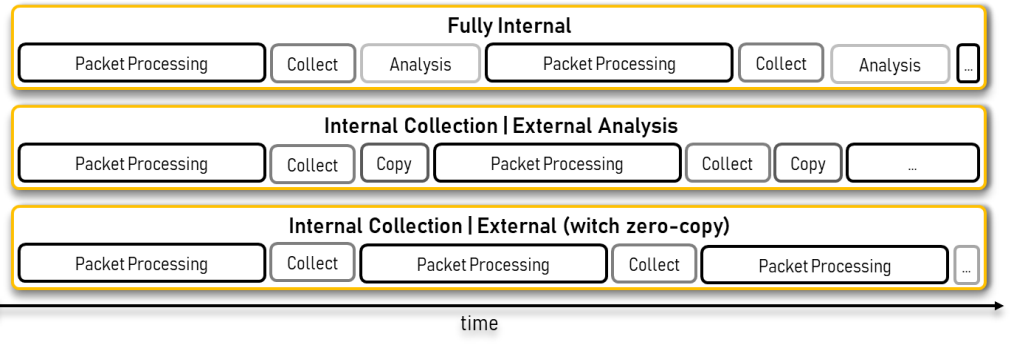 Fully Internal
Packet Processing Collect Analysis Packet Processing Collect Analysis ...
Internal Collection | External Analysis
Packet Processing Collect Copy Packet Processing Collect Copy ...
Internal Collection | External (witch zero-copy)
Packet Processing Collect Packet Processing Collect Packet Processing ...
time